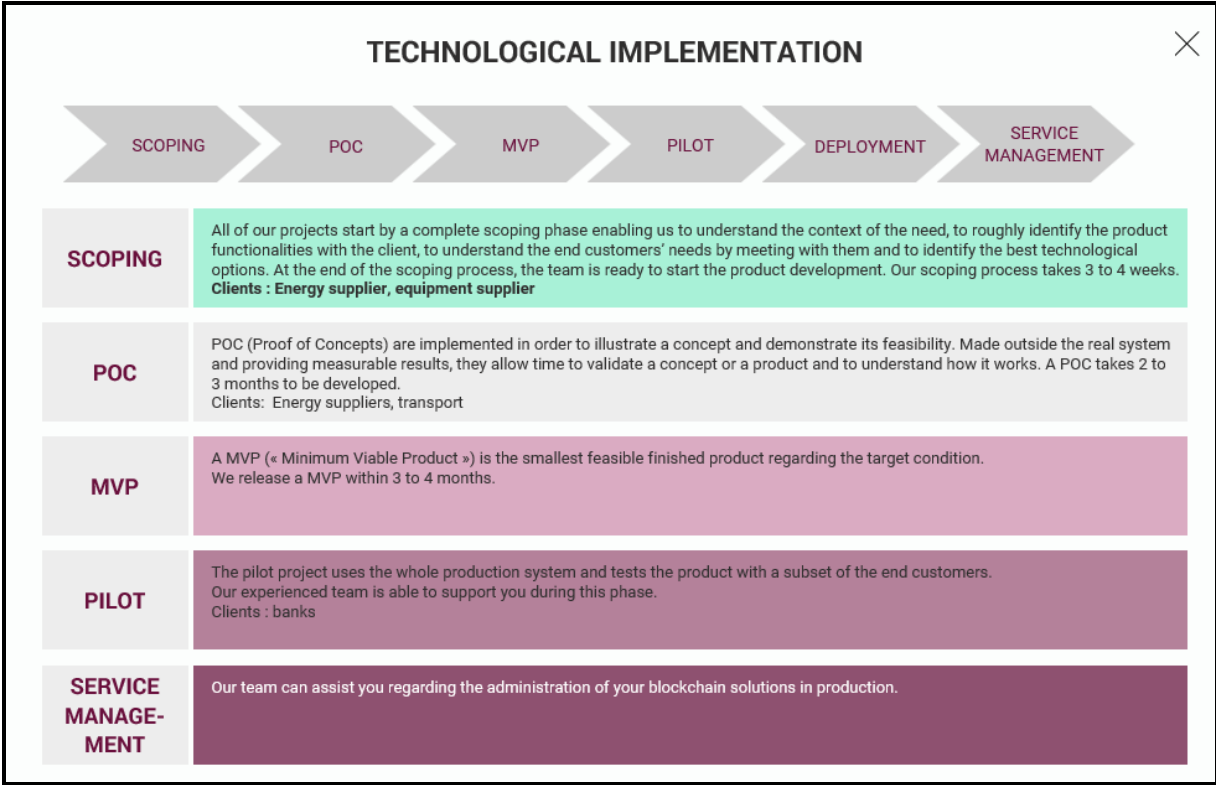 TECHNOLOGICAL IMPLEMENTATION
SCOPING
POC
MVP
PILOT
DEPLOYMENT
SERVICE
MANAGEMENT
SCOPING
All of our projects start by a complete scoping phase enabling us to understand the context of the need, to roughly identify the product
functionalities with the client, to understand the end customers’ needs by meeting with them and to identify the best technological
options. At the end of the scoping process, the team is ready to start the product development. Our scoping process takes 3 to 4 weeks.
Clients : Energy supplier, equipment supplier
POC
POC (Proof of Concepts) are implemented in order to illustrate a concept and demonstrate its feasibility. Made outside the real system
and providing measurable results, they allow time to validate a concept or a product and to understand how it works. A POC takes 2 to
3 months to be developed.
Clients: Energy suppliers, transport
MVP
A MVP (« Minimum Viable Product ») is the smallest feasible finished product regarding the target condition.
We release a MVP within 3 to 4 months.
PILOT
The pilot project uses the whole production system and tests the product with a subset of the end customers.
Our experienced team is able to support you during this phase.
Clients : banks
SERVICE
MANAGE-
MENT
Our team can assist you regarding the administration of your blockchain solutions in production.